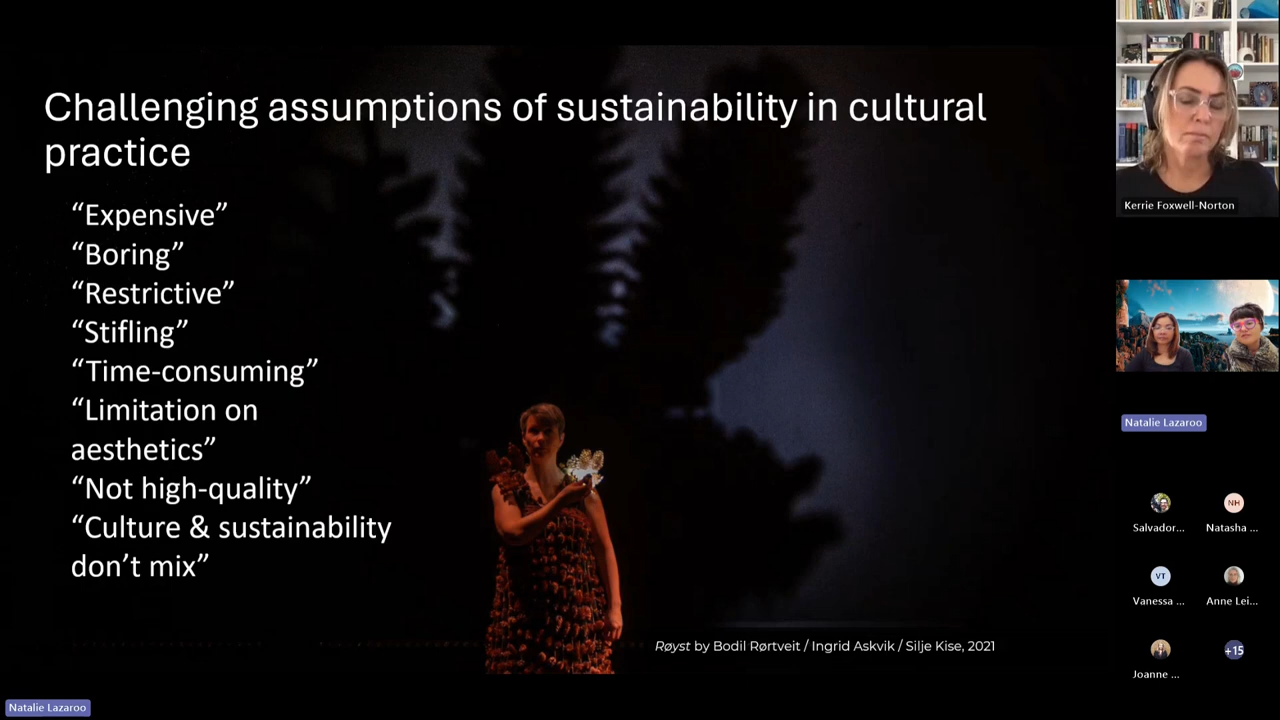 Challenging assumptions of sustainability in cultural
practice
“Expensive”
“Boring”
“Restrictive”
“Stifling”
“Time-consuming”
“Limitation on
aesthetics”
“Not high-quality”
“Culture & sustainability
don’t mix”
Røyst by Bodil Rørtveit / Ingrid Askvik / Silje Kise, 2021
Natalie Lazaroo
Kerrie Foxwell-Norton
Natalie Lazaroo
NH
Salvador...
Natasha ...
VT
Vanessa ...
Anne Lei...
+15
Joanne ...